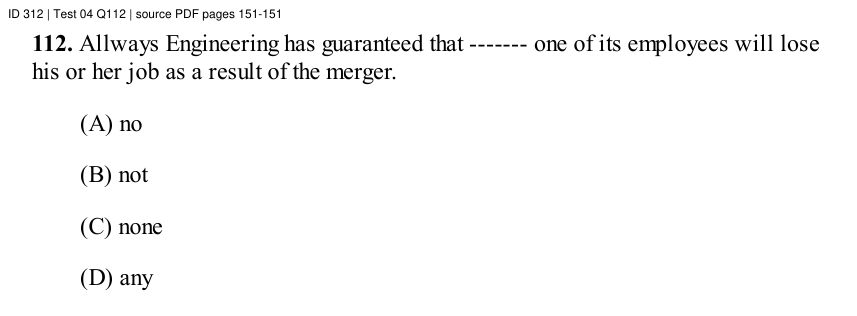 ID 312 | Test 04 Q112 | source PDF pages 151-151
112. Allways Engineering has guaranteed that ------- one of its employees will lose
his or her job as a result of the merger.
(A) no
(B) not
(C) none
(D) any